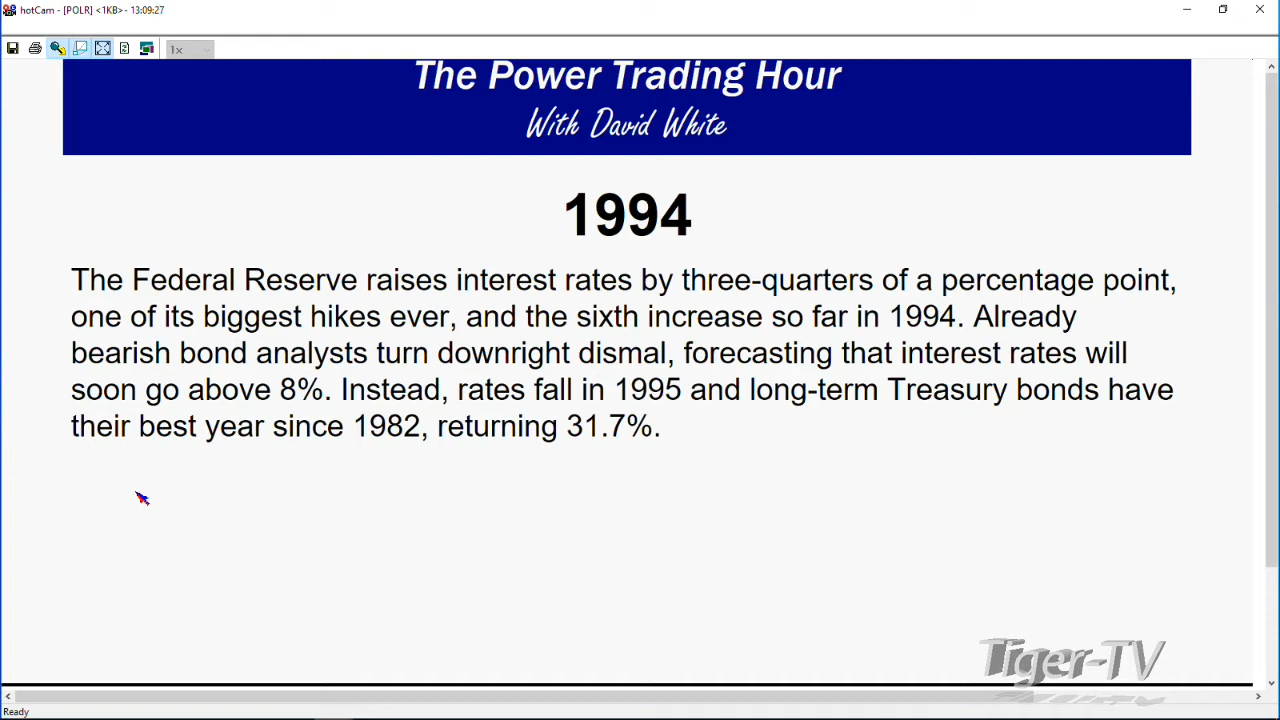 hotCam - [POLR] <1KB> - 13:09:27
1x
The Power Trading Hour
With David White
1994
The Federal Reserve raises interest rates by three-quarters of a percentage point,
one of its biggest hikes ever, and the sixth increase so far in 1994. Already
bearish bond analysts turn downright dismal, forecasting that interest rates will
soon go above 8%. Instead, rates fall in 1995 and long-term Treasury bonds have
their best year since 1982, returning 31.7%.
Tiger-TV
Ready